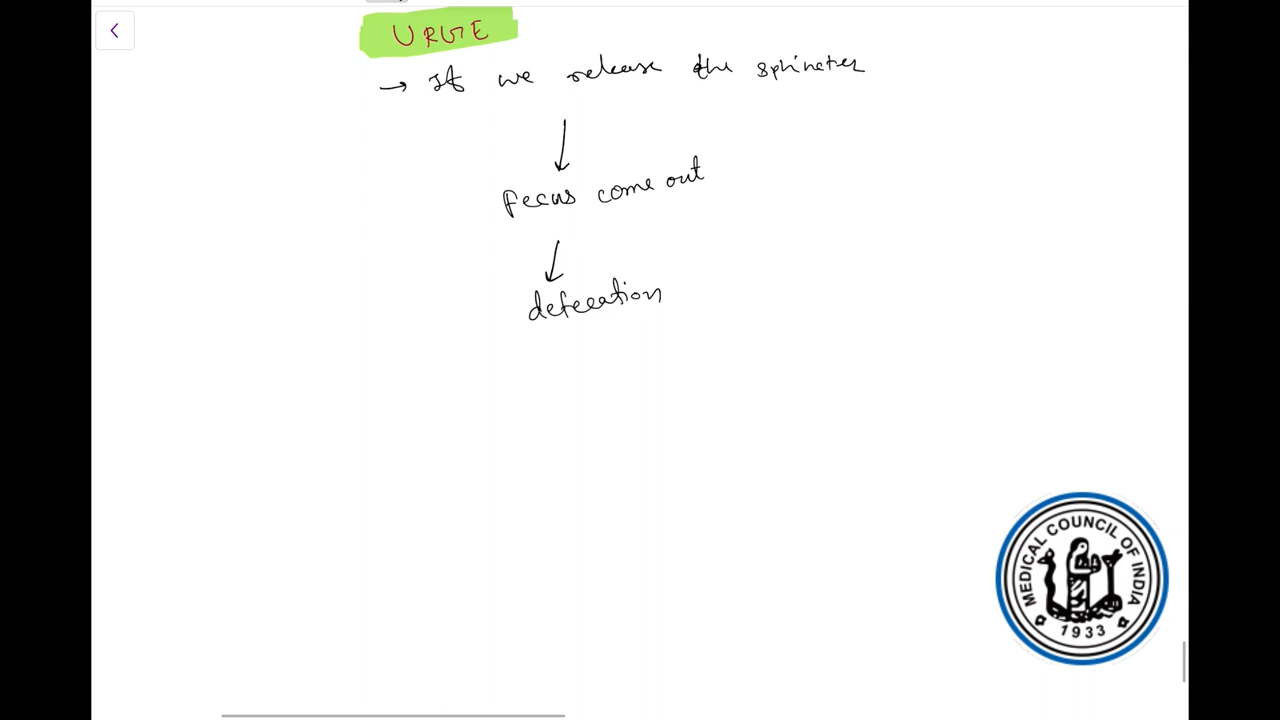 URGE
→ If we release the sphincter
↓
Fecus come out
↓
defecation
MEDICAL COUNCIL OF INDIA
1933